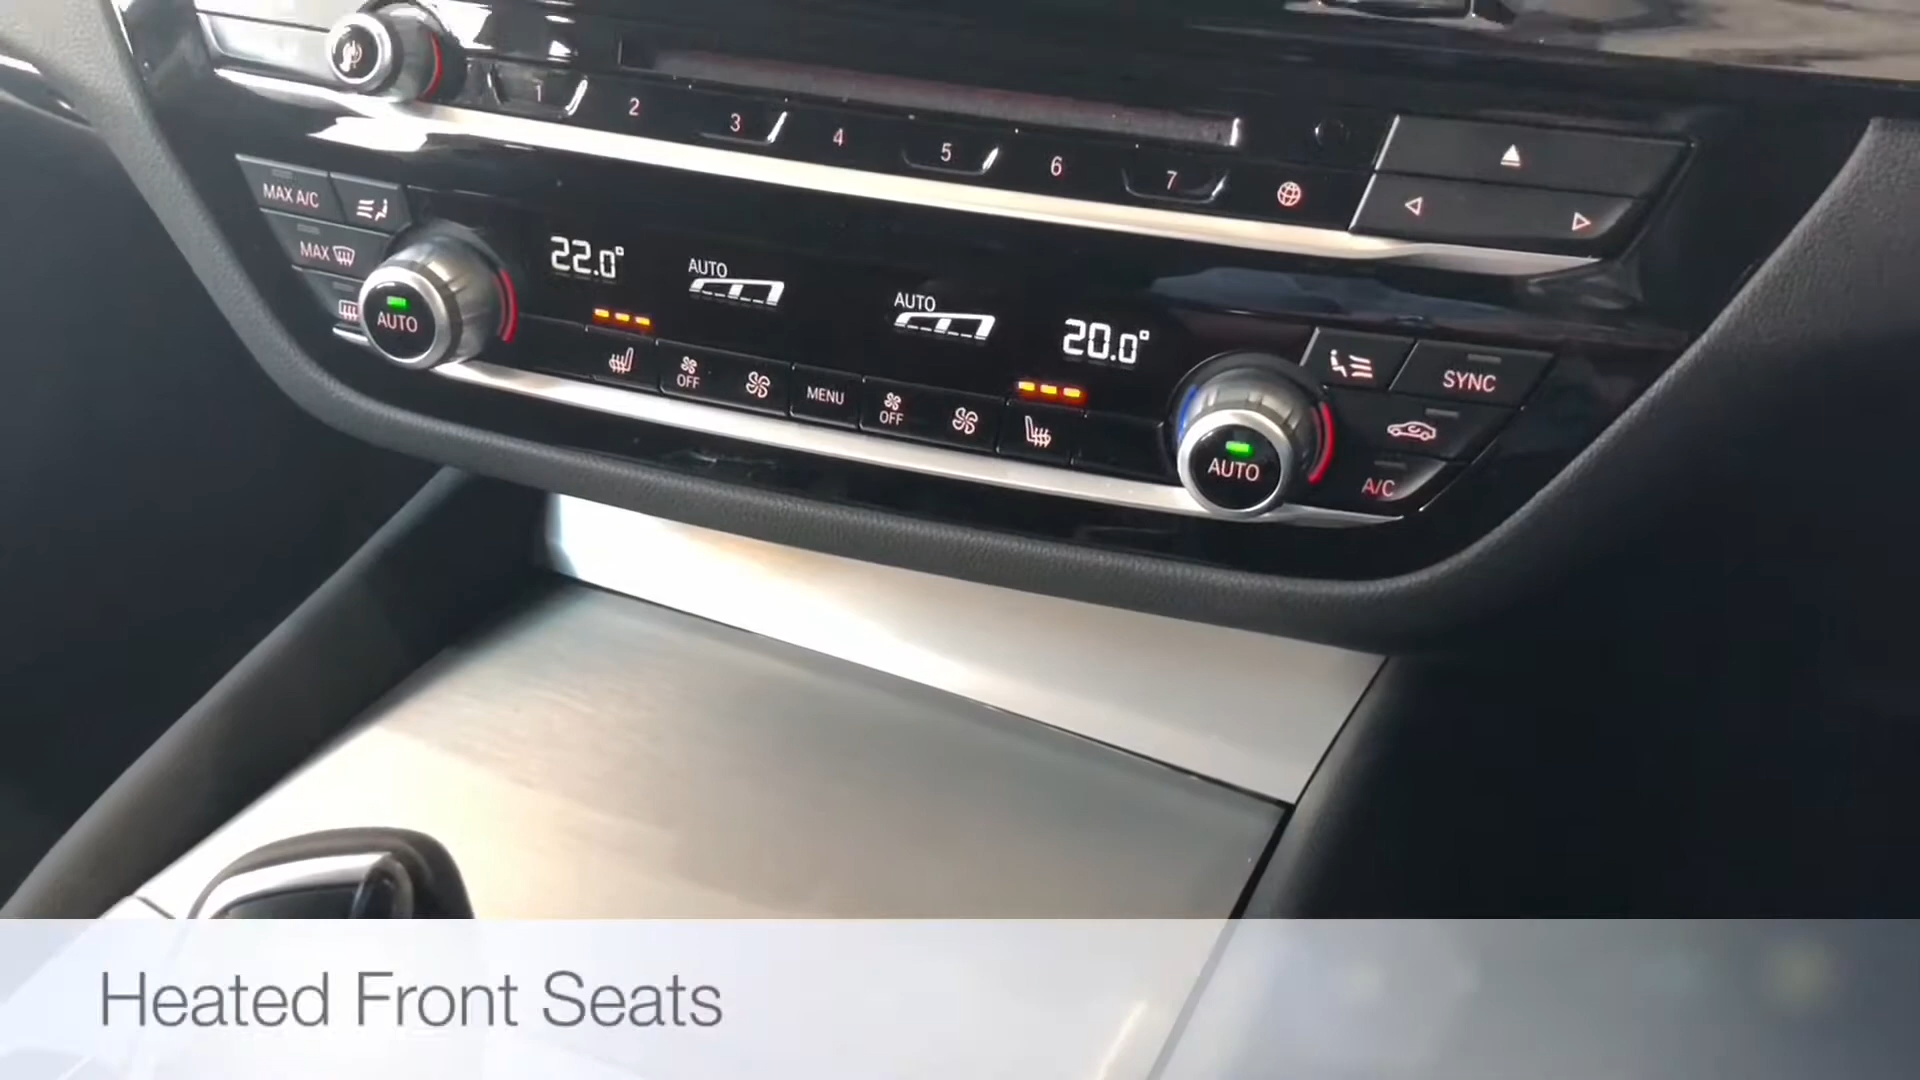 1 2 3 4 5 6 7
MAX A/C
MAX
22.0°
AUTO
AUTO
20.0°
AUTO
OFF
MENU
OFF
AUTO
SYNC
A/C
Heated Front Seats